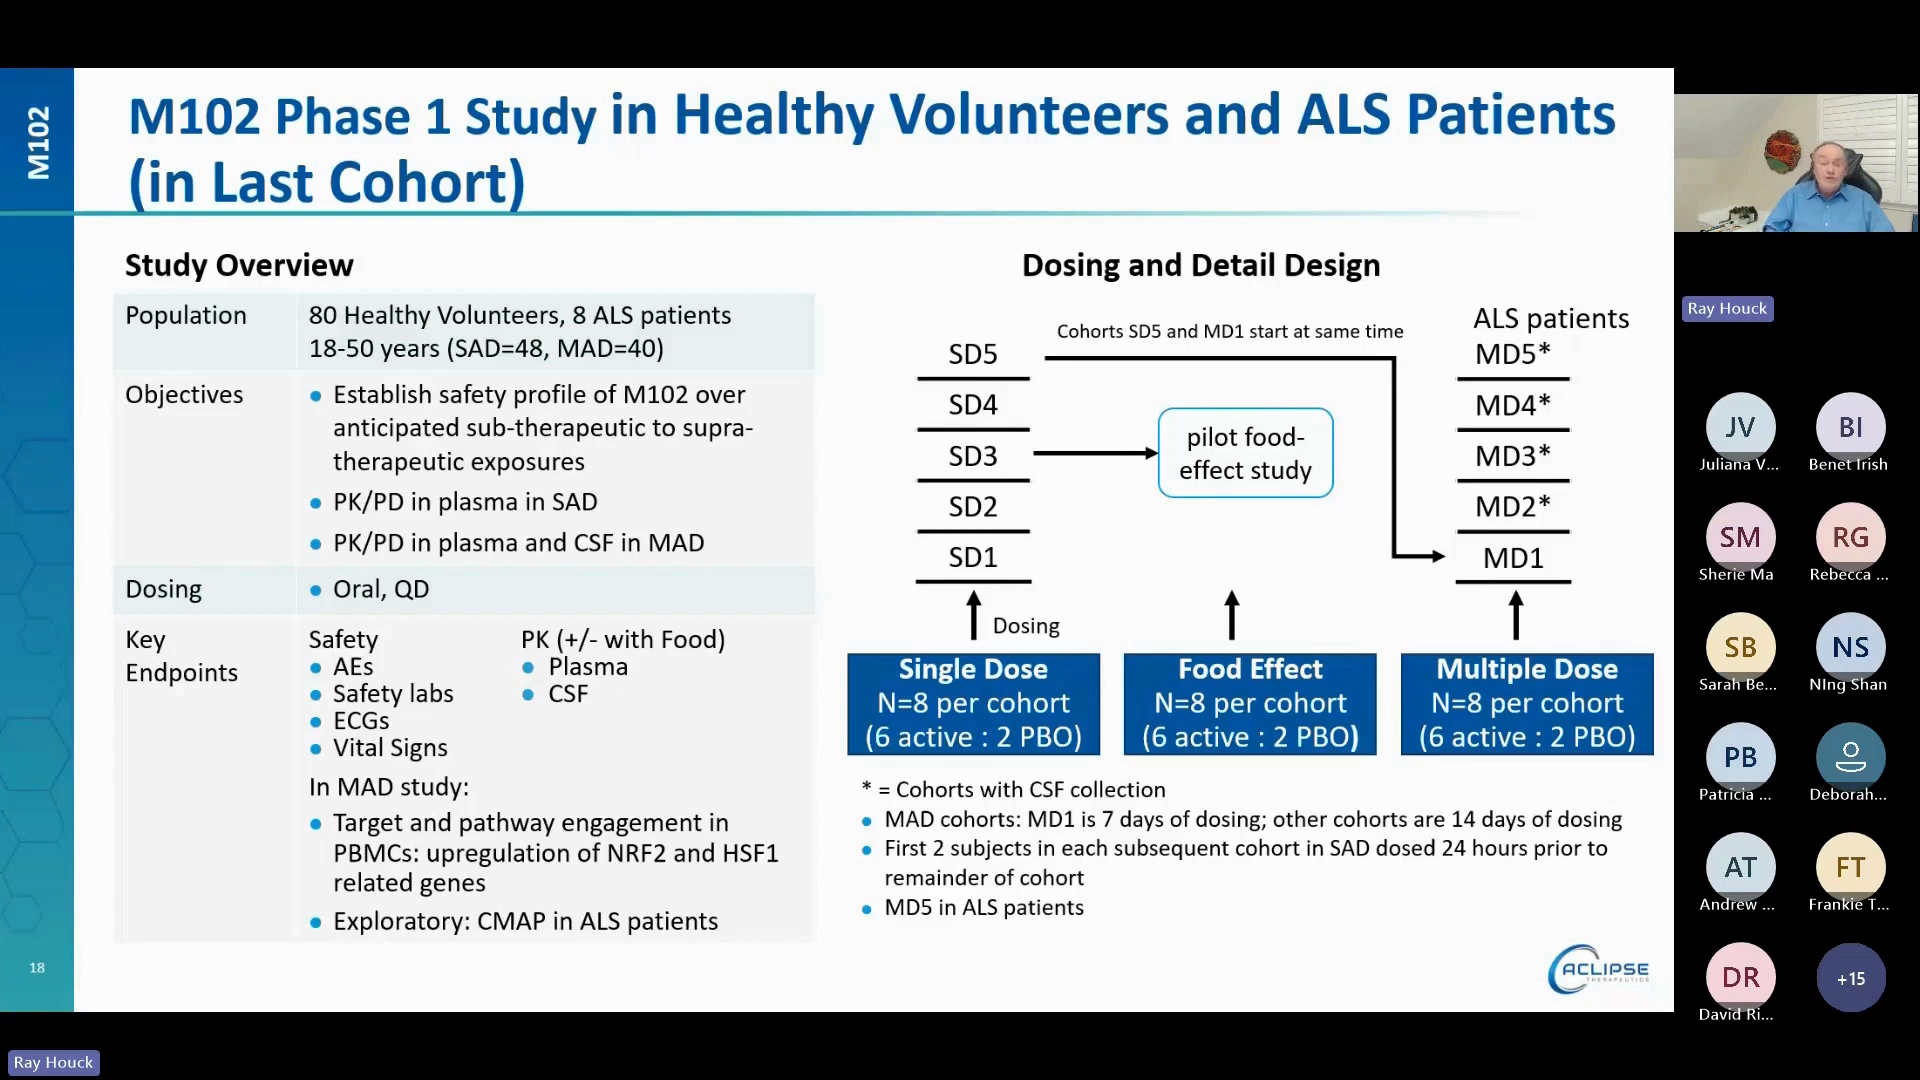 M102
M102 Phase 1 Study in Healthy Volunteers and ALS Patients
(in Last Cohort)
Study Overview
Population
80 Healthy Volunteers, 8 ALS patients
18-50 years (SAD=48, MAD=40)
Objectives
Establish safety profile of M102 over
anticipated sub-therapeutic to supra-
therapeutic exposures
PK/PD in plasma in SAD
PK/PD in plasma and CSF in MAD
Dosing
Oral, QD
Key
Endpoints
Safety
AEs
Safety labs
ECGs
Vital Signs
PK (+/- with Food)
Plasma
CSF
In MAD study:
Target and pathway engagement in
PBMCs: upregulation of NRF2 and HSF1
related genes
Exploratory: CMAP in ALS patients
Dosing and Detail Design
Cohorts SD5 and MD1 start at same time
SD5
SD4
SD3
SD2
SD1
pilot food-
effect study
ALS patients
MD5*
MD4*
MD3*
MD2*
MD1
Dosing
Single Dose
N=8 per cohort
(6 active : 2 PBO)
Food Effect
N=8 per cohort
(6 active : 2 PBO)
Multiple Dose
N=8 per cohort
(6 active : 2 PBO)
* = Cohorts with CSF collection
MAD cohorts: MD1 is 7 days of dosing; other cohorts are 14 days of dosing
First 2 subjects in each subsequent cohort in SAD dosed 24 hours prior to
remainder of cohort
MD5 in ALS patients
18
ACLIPSE
THERAPEUTICS
Ray Houck
JV
Juliana V...
BI
Benet Irish
SM
Sherie Ma
RG
Rebecca ...
SB
Sarah Be...
NS
NIng Shan
PB
Patricia ...
Deborah...
AT
Andrew ...
FT
Frankie T...
DR
David Ri...
+15
Ray Houck